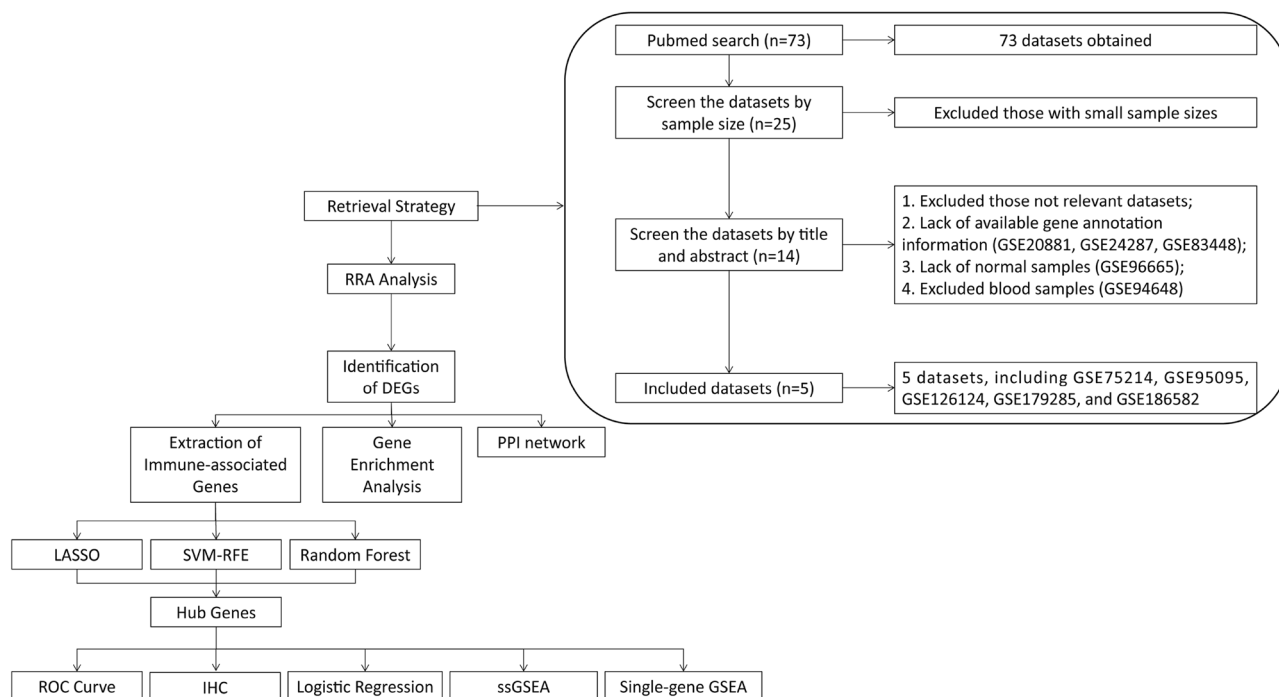 Pubmed search (n=73)
73 datasets obtained
Screen the datasets by
sample size (n=25)
Excluded those with small sample sizes
Retrieval Strategy
Screen the datasets by title
and abstract (n=14)
1. Excluded those not relevant datasets;
2. Lack of available gene annotation
information (GSE20881, GSE24287, GSE83448);
3. Lack of normal samples (GSE96665);
4. Excluded blood samples (GSE94648)
RRA Analysis
Identification
of DEGs
Included datasets (n=5)
5 datasets, including GSE75214, GSE95095,
GSE126124, GSE179285, and GSE186582
Extraction of
Immune-associated
Genes
Gene
Enrichment
Analysis
PPI network
LASSO
SVM-RFE
Random Forest
Hub Genes
ROC Curve
IHC
Logistic Regression
ssGSEA
Single-gene GSEA